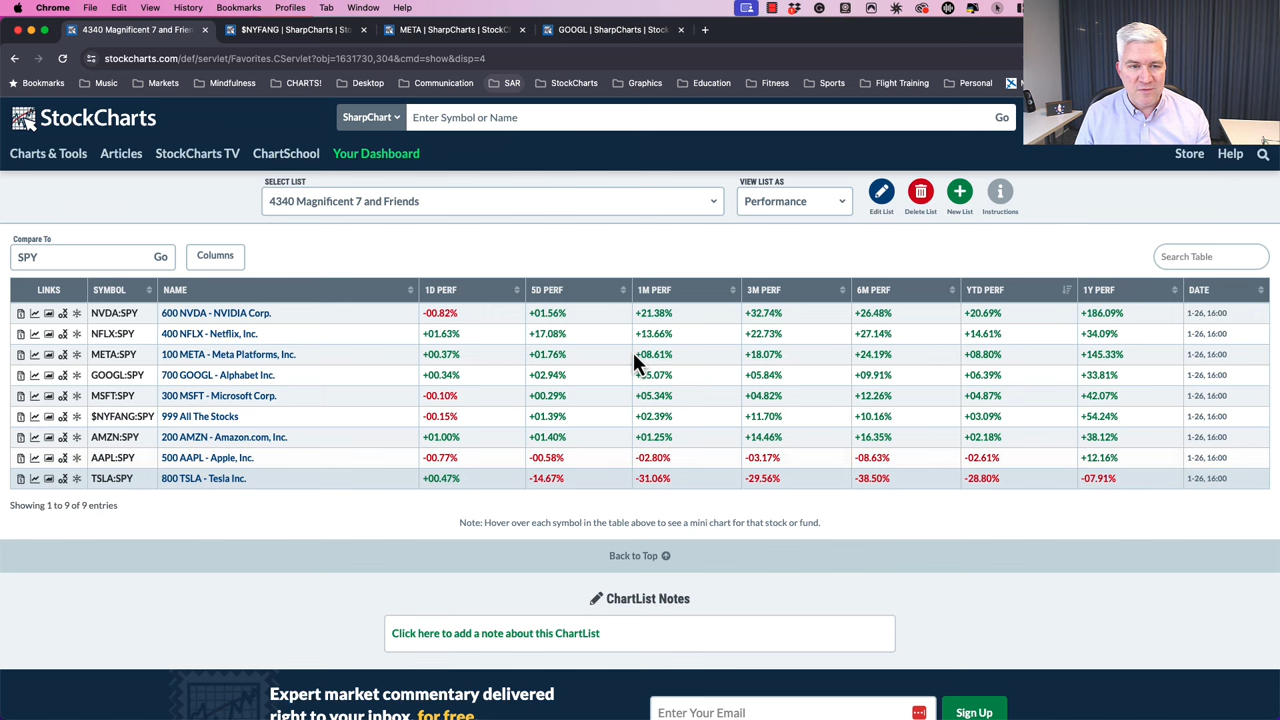 Chrome File Edit View History Bookmarks Profiles Tab Window Help
4340 Magnificent 7 and Frien × $NYFANG | SharpCharts | Sto × META | SharpCharts | StockC × GOOGL | SharpCharts | Stock × +
stockcharts.com/def/servlet/Favorites.CServlet?obj=1631730,304&cmd=show&disp=4
Bookmarks Music Markets Mindfulness CHARTS! Desktop Communication SAR StockCharts Graphics Education Fitness Sports Flight Training Personal
StockCharts SharpChart Enter Symbol or Name Go
Charts & Tools Articles StockCharts TV ChartSchool Your Dashboard Store Help
SELECT LIST VIEW LIST AS
4340 Magnificent 7 and Friends Performance
Edit List Delete List New List Instructions
Compare To
SPY Go Columns Search Table
LINKS SYMBOL NAME 1D PERF 5D PERF 1M PERF 3M PERF 6M PERF YTD PERF 1Y PERF DATE
NVDA:SPY 600 NVDA - NVIDIA Corp. -00.82% +01.56% +21.38% +32.74% +26.48% +20.69% +186.09% 1-26, 16:00
NFLX:SPY 400 NFLX - Netflix, Inc. +01.63% +17.08% +13.66% +22.73% +27.14% +14.61% +34.09% 1-26, 16:00
META:SPY 100 META - Meta Platforms, Inc. +00.37% +01.76% +08.61% +18.07% +24.19% +08.80% +145.33% 1-26, 16:00
GOOGL:SPY 700 GOOGL - Alphabet Inc. +00.34% +02.94% +05.07% +05.84% +09.91% +06.39% +33.81% 1-26, 16:00
MSFT:SPY 300 MSFT - Microsoft Corp. -00.10% +00.29% +05.34% +04.82% +12.26% +04.87% +42.07% 1-26, 16:00
$NYFANG:SPY 999 All The Stocks -00.15% +01.39% +02.39% +11.70% +10.16% +03.09% +54.24% 1-26, 16:00
AMZN:SPY 200 AMZN - Amazon.com, Inc. +01.00% +01.40% +01.25% +14.46% +16.35% +02.18% +38.12% 1-26, 16:00
AAPL:SPY 500 AAPL - Apple, Inc. -00.77% -00.58% -02.80% -03.17% -08.63% -02.61% +12.16% 1-26, 16:00
TSLA:SPY 800 TSLA - Tesla Inc. +00.47% -14.67% -31.06% -29.56% -38.50% -28.80% -07.91% 1-26, 16:00
Showing 1 to 9 of 9 entries
Note: Hover over each symbol in the table above to see a mini chart for that stock or fund.
Back to Top
ChartList Notes
Click here to add a note about this ChartList
Expert market commentary delivered
right to your inbox, for free
Enter Your Email Sign Up